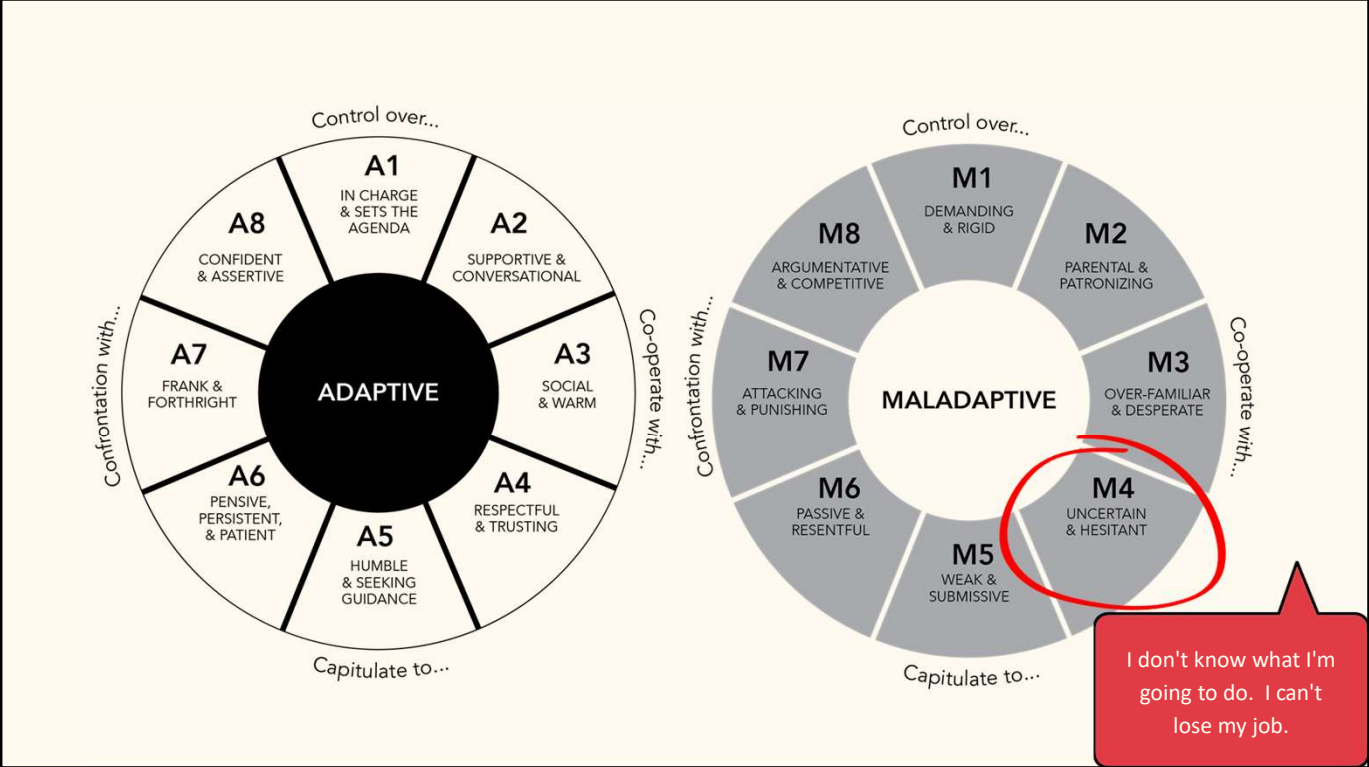 Control over...
A1
IN CHARGE
& SETS THE
AGENDA
A2
SUPPORTIVE &
CONVERSATIONAL
A3
SOCIAL
& WARM
A4
RESPECTFUL
& TRUSTING
A5
HUMBLE
& SEEKING
GUIDANCE
A6
PENSIVE,
PERSISTENT,
& PATIENT
A7
FRANK &
FORTHRIGHT
A8
CONFIDENT
& ASSERTIVE
ADAPTIVE
Confrontation with...
Co-operate with...
Capitulate to...
Control over...
M1
DEMANDING
& RIGID
M2
PARENTAL &
PATRONIZING
M3
OVER-FAMILIAR
& DESPERATE
M4
UNCERTAIN
& HESITANT
M5
WEAK &
SUBMISSIVE
M6
PASSIVE &
RESENTFUL
M7
ATTACKING
& PUNISHING
M8
ARGUMENTATIVE
& COMPETITIVE
MALADAPTIVE
Confrontation with...
Co-operate with...
Capitulate to...
I don't know what I'm
going to do. I can't
lose my job.